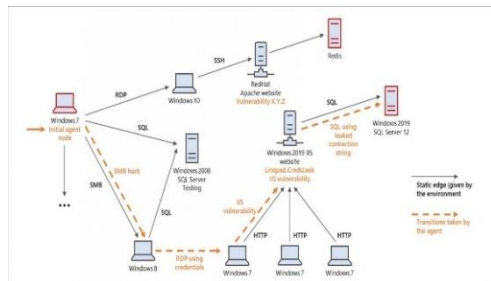 Redis
SSH
RedHat
Apache website
Vulnerability X.Y.Z
RDP
Windows 10
Windows 7
Initial agent
node
SQL
Windows 2008
SQL Server
Testing
SMB hack
SMB
SQL
...
Windows 8
RDP using
credentials
SQL
Windows 2019
SQL Server 12
SQL using
leaked
connection
string
Windows 2019 IIS
website
IIS vulnerability
IIS
vulnerability
HTTP
HTTP
HTTP
Windows 7
Windows 7
Windows 7
Static edge (given by
the environment
Transitions taken by
the agent